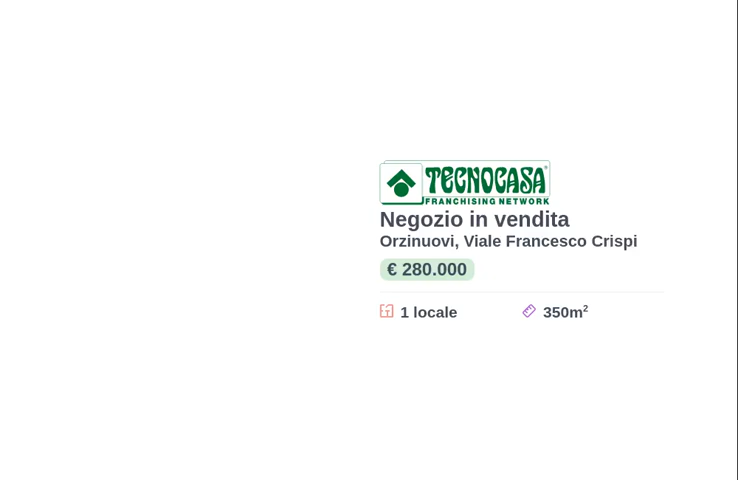 TECNOCASA®
FRANCHISING NETWORK
Negozio in vendita
Orzinuovi, Viale Francesco Crispi
€ 280.000
1 locale 350m²